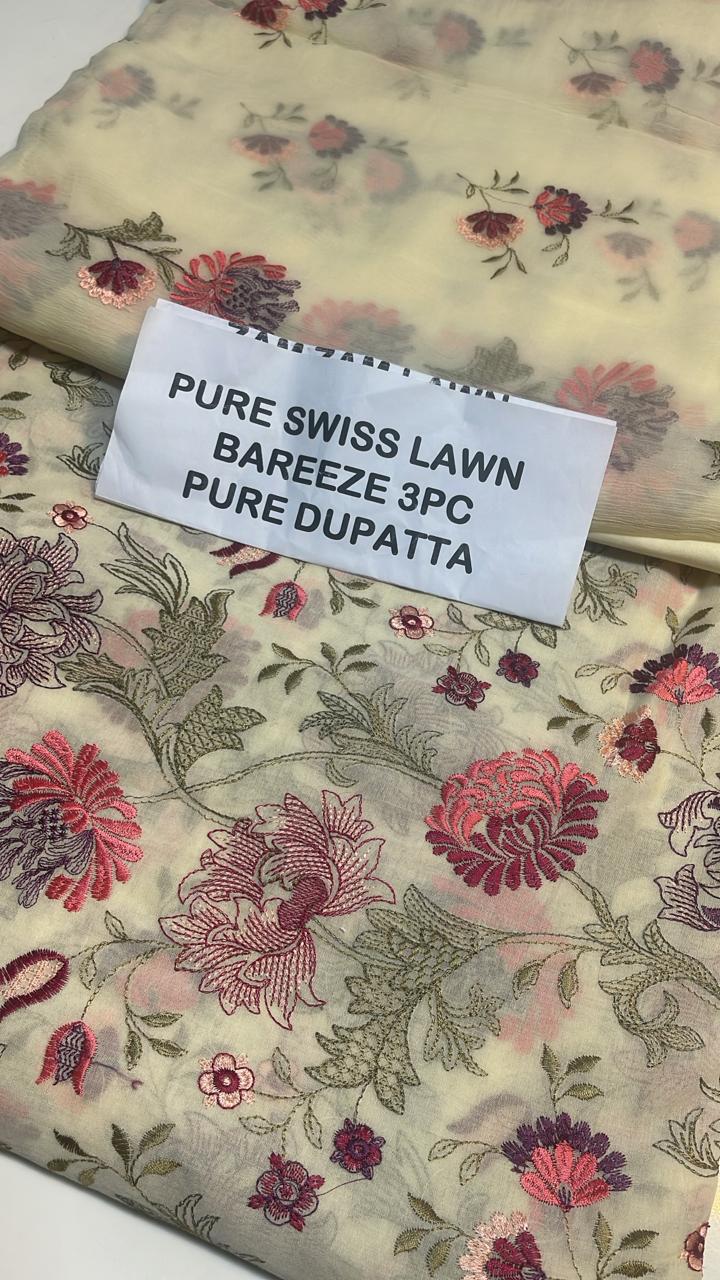 PURE SWISS LAWN
BAREEZE 3PC
PURE DUPATTA